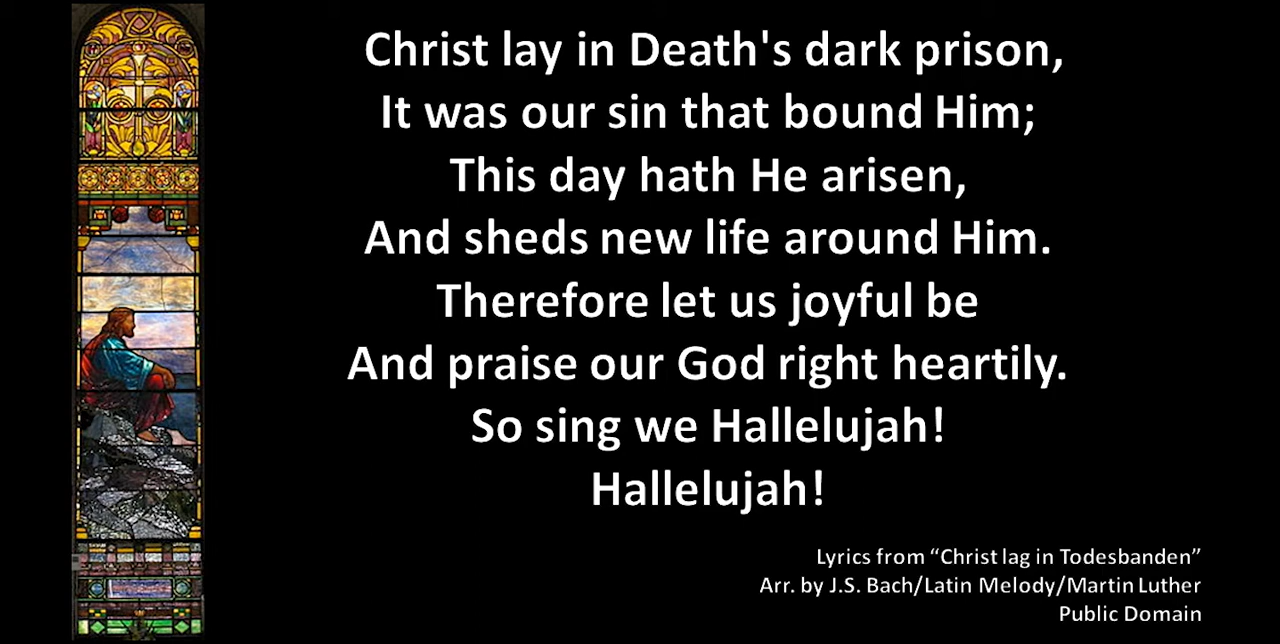 Christ lay in Death's dark prison,
It was our sin that bound Him;
This day hath He arisen,
And sheds new life around Him.
Therefore let us joyful be
And praise our God right heartily.
So sing we Hallelujah!
Hallelujah!
Lyrics from “Christ lag in Todesbanden”
Arr. by J.S. Bach/Latin Melody/Martin Luther
Public Domain